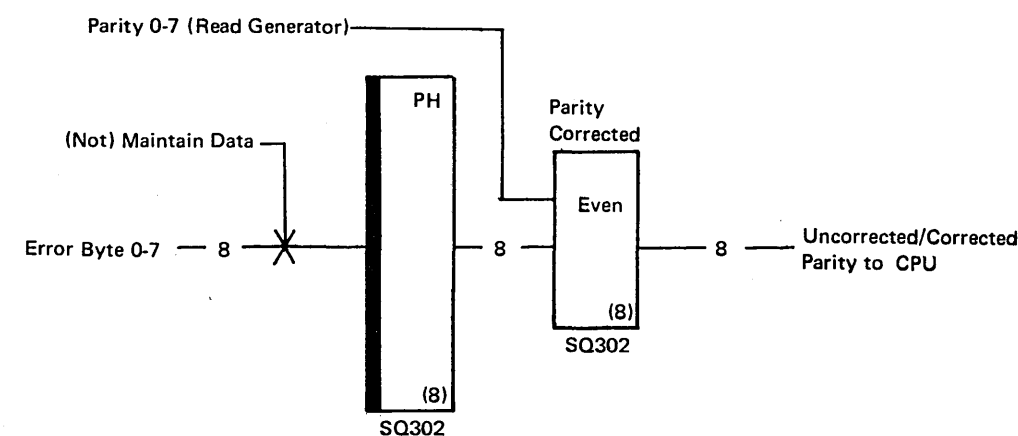 Parity 0-7 (Read Generator)
PH
Parity
Corrected
(Not) Maintain Data
Even
Error Byte 0-7
8
8
8
Uncorrected/Corrected
Parity to CPU
(8)
SQ302
(8)
SQ302